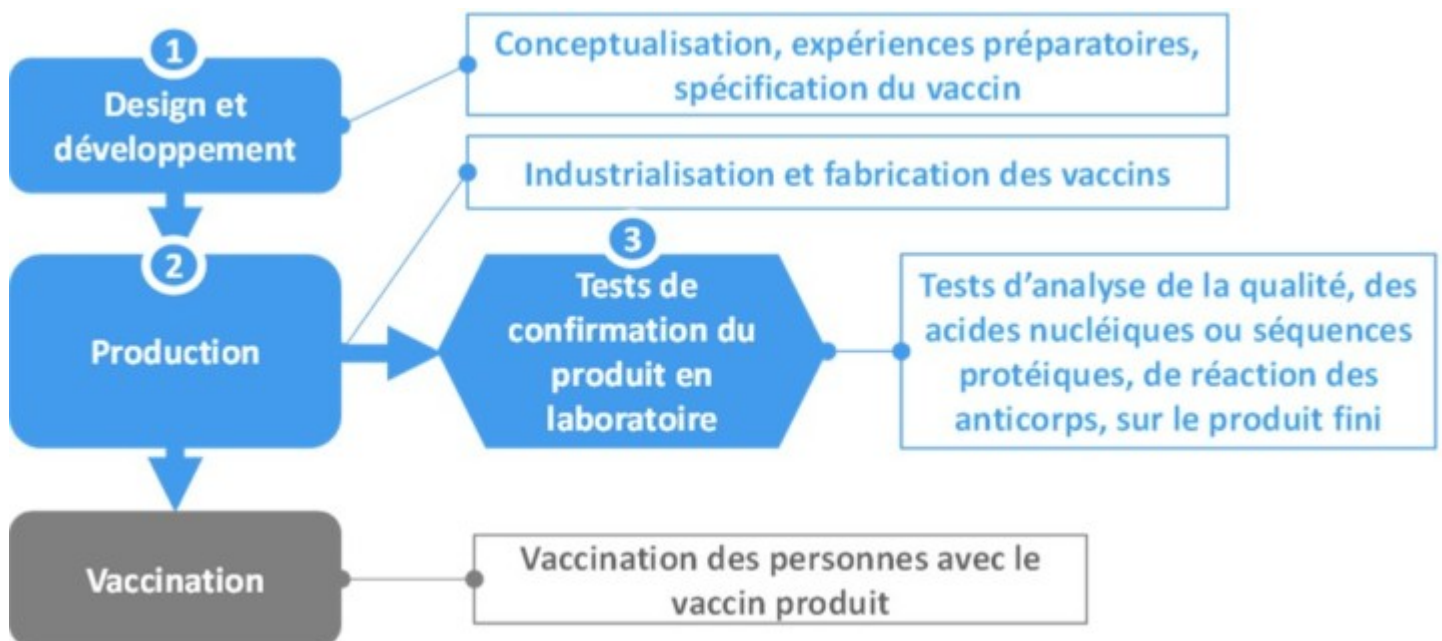 1
Design et
développement
Conceptualisation, expériences préparatoires,
spécification du vaccin
Industrialisation et fabrication des vaccins
2
Production
3
Tests de
confirmation du
produit en
laboratoire
Tests d’analyse de la qualité, des
acides nucléiques ou séquences
protéiques, de réaction des
anticorps, sur le produit fini
Vaccination
Vaccination des personnes avec le
vaccin produit